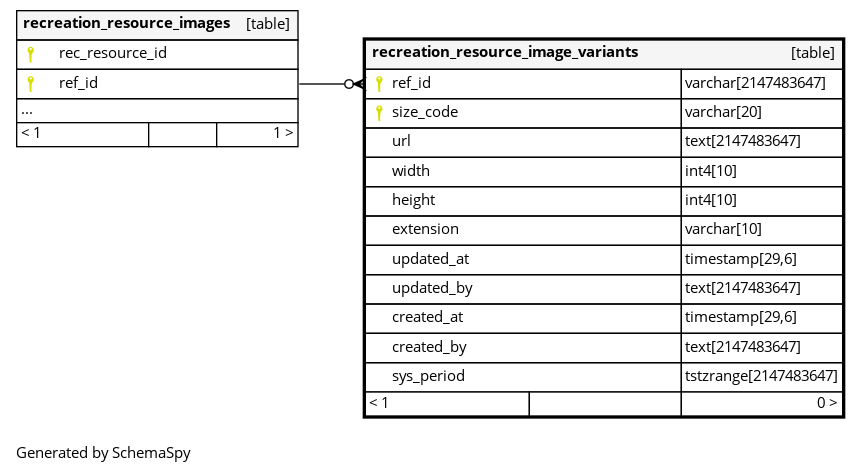 recreation_resource_images [table]
rec_resource_id
ref_id
...
< 1 1 >
recreation_resource_image_variants [table]
ref_id varchar[2147483647]
size_code varchar[20]
url text[2147483647]
width int4[10]
height int4[10]
extension varchar[10]
updated_at timestamp[29,6]
updated_by text[2147483647]
created_at timestamp[29,6]
created_by text[2147483647]
sys_period tstzrange[2147483647]
< 1 0 >
Generated by SchemaSpy